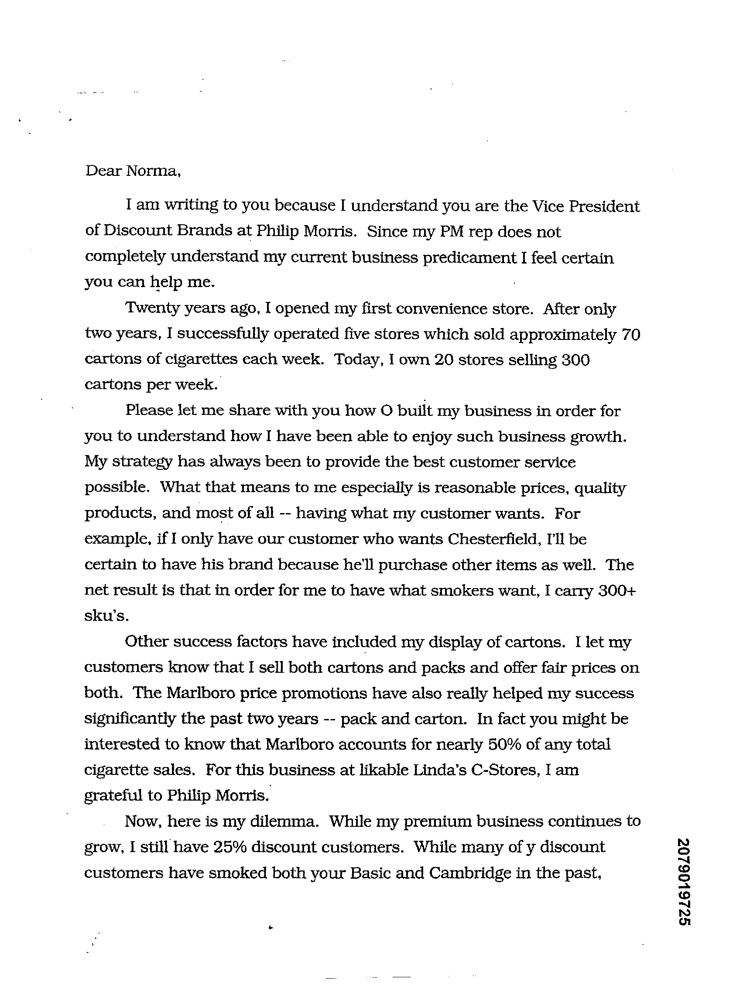 Dear Norma,
I am writing to you because I understand you are the Vice President
of Discount Brands at Philip Morris. Since my PM rep does not
completely understand my current business predicament I feel certain
you can help me.
Twenty years ago, I opened my first convenience store. After only
two years, I successfully operated five stores which sold approximately 70
cartons of cigarettes each week. Today, I own 20 stores selling 300
cartons per week.
Please let me share with you how O built my business in order for
you to understand how I have been able to enjoy such business growth.
My strategy has always been to provide the best customer service
possible. What that means to me especially is reasonable prices, quality
products, and most of all -- having what my customer wants. For
example, if I only have our customer who wants Chesterfield, I'll be
certain to have his brand because he'll purchase other items as well. The
net result is that in order for me to have what smokers want, I carry 300+
sku's.
Other success factors have included my display of cartons. I let my
customers know that I sell both cartons and packs and offer fair prices on
both. The Marlboro price promotions have also really helped my success
significantly the past two years -- pack and carton. In fact you might be
interested to know that Marlboro accounts for nearly 50% of any total
cigarette sales. For this business at likable Linda's C-Stores, I am
grateful to Philip Morris.
Now, here is my dilemma. While my premium business continues to
grow, I still have 25% discount customers. While many of y discount
customers have smoked both your Basic and Cambridge in the past,
2079019725